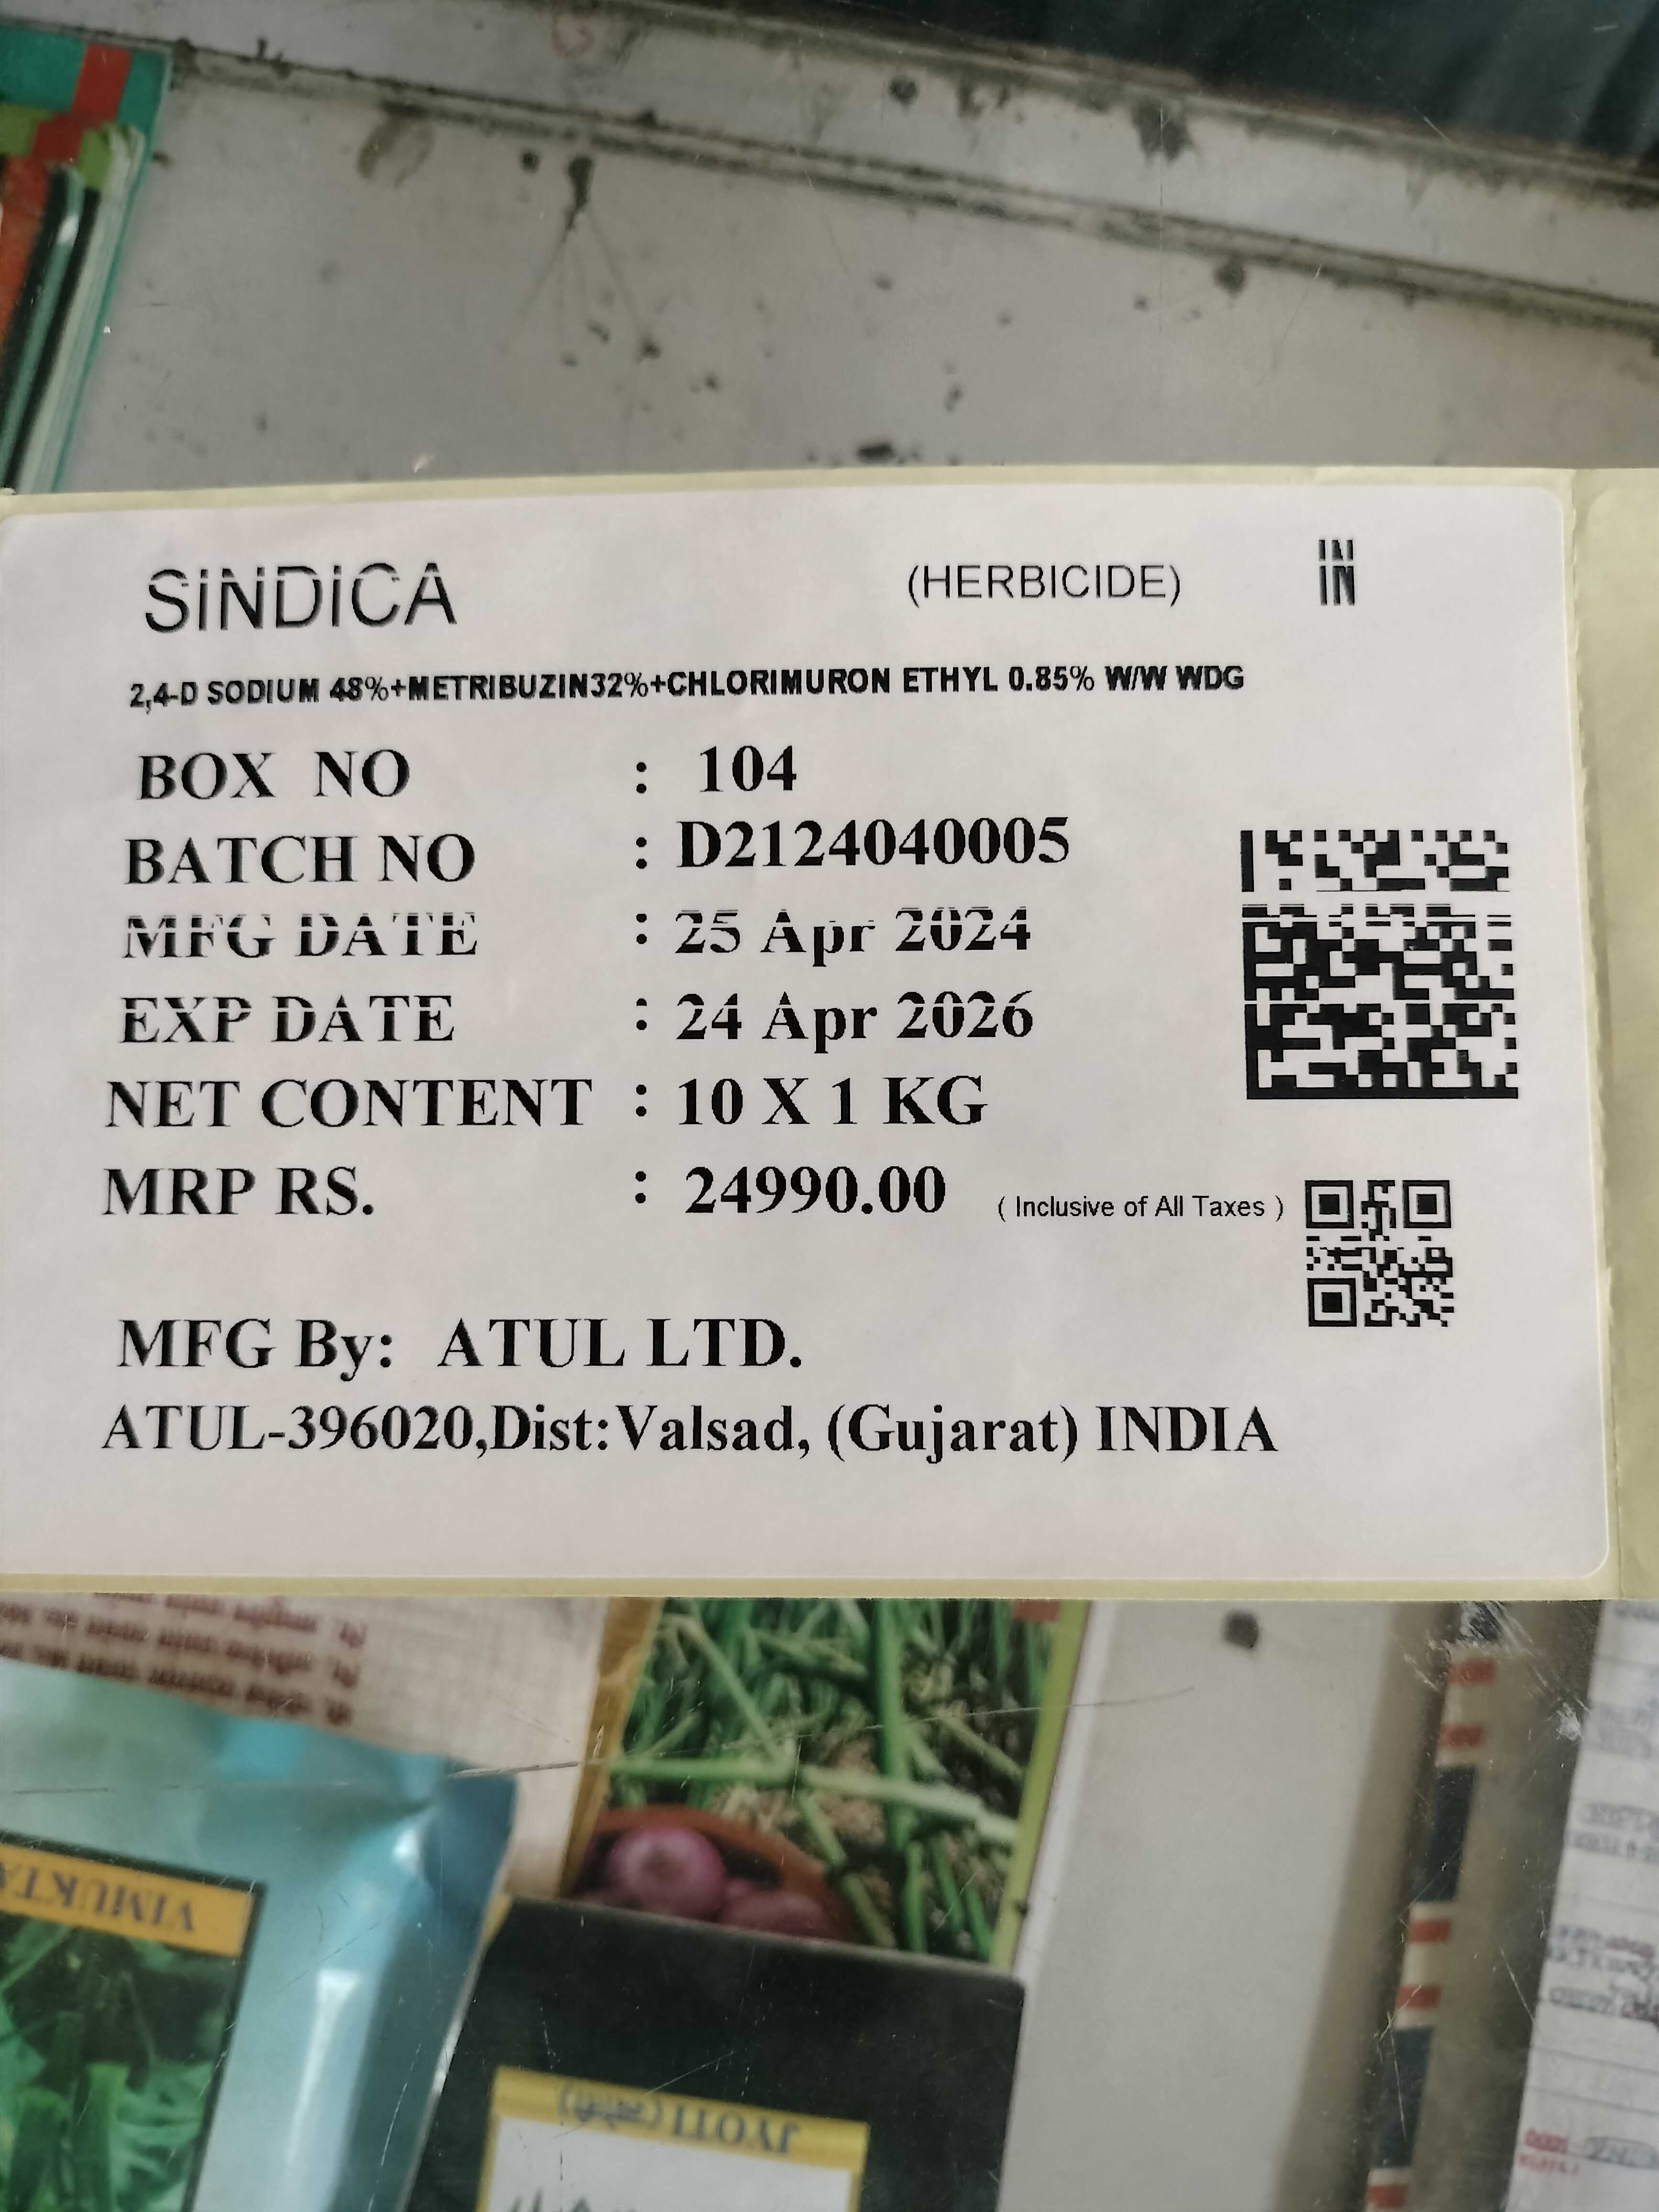 SiNDiCA (HERBICIDE) IN
2,4-D SODIUM 48%+METRIBUZIN32%+CHLORIMURON ETHYL 0.85% W/W WDG
BOX NO : 104
BATCH NO : D2124040005
MFG DATE : 25 Apr 2024
EXP DATE : 24 Apr 2026
NET CONTENT : 10 X 1 KG
MRP RS. : 24990.00 ( Inclusive of All Taxes )
MFG By: ATUL LTD.
ATUL-396020,Dist:Valsad, (Gujarat) INDIA
VIMUKTA
JYOTI